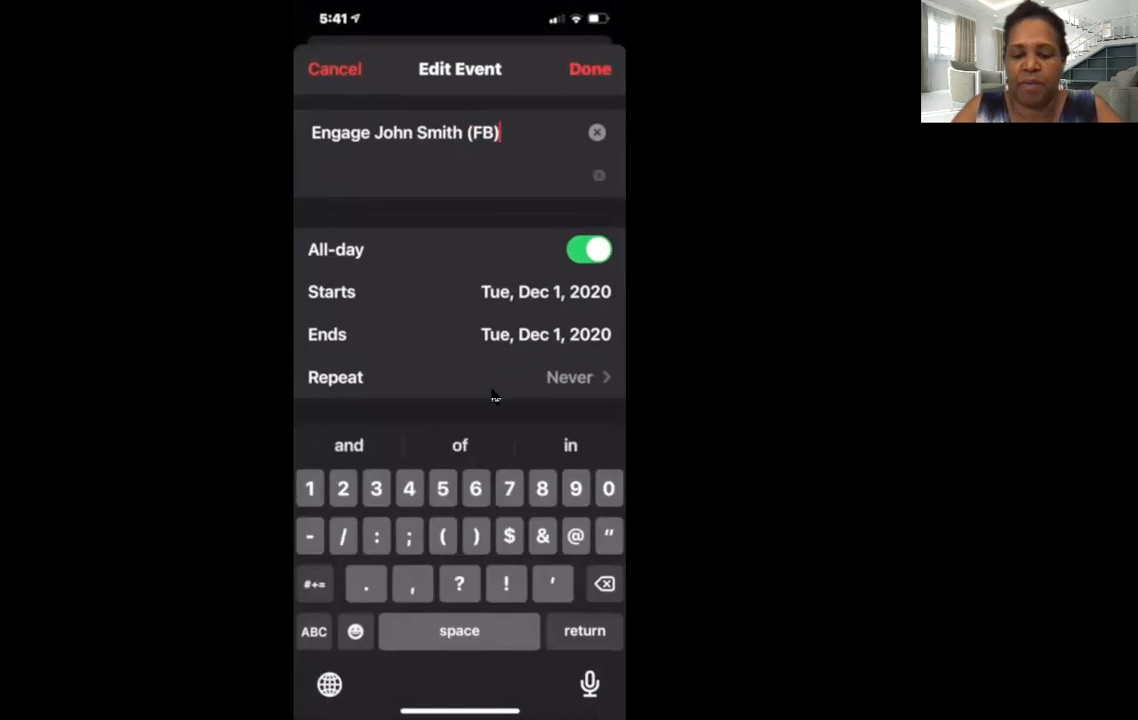 5:41
Cancel Edit Event Done
Engage John Smith (FB)
All-day
Starts Tue, Dec 1, 2020
Ends Tue, Dec 1, 2020
Repeat Never
and of in
1 2 3 4 5 6 7 8 9 0
- / : ; ( ) $ & @ "
#+= . , ? ! '
ABC space return